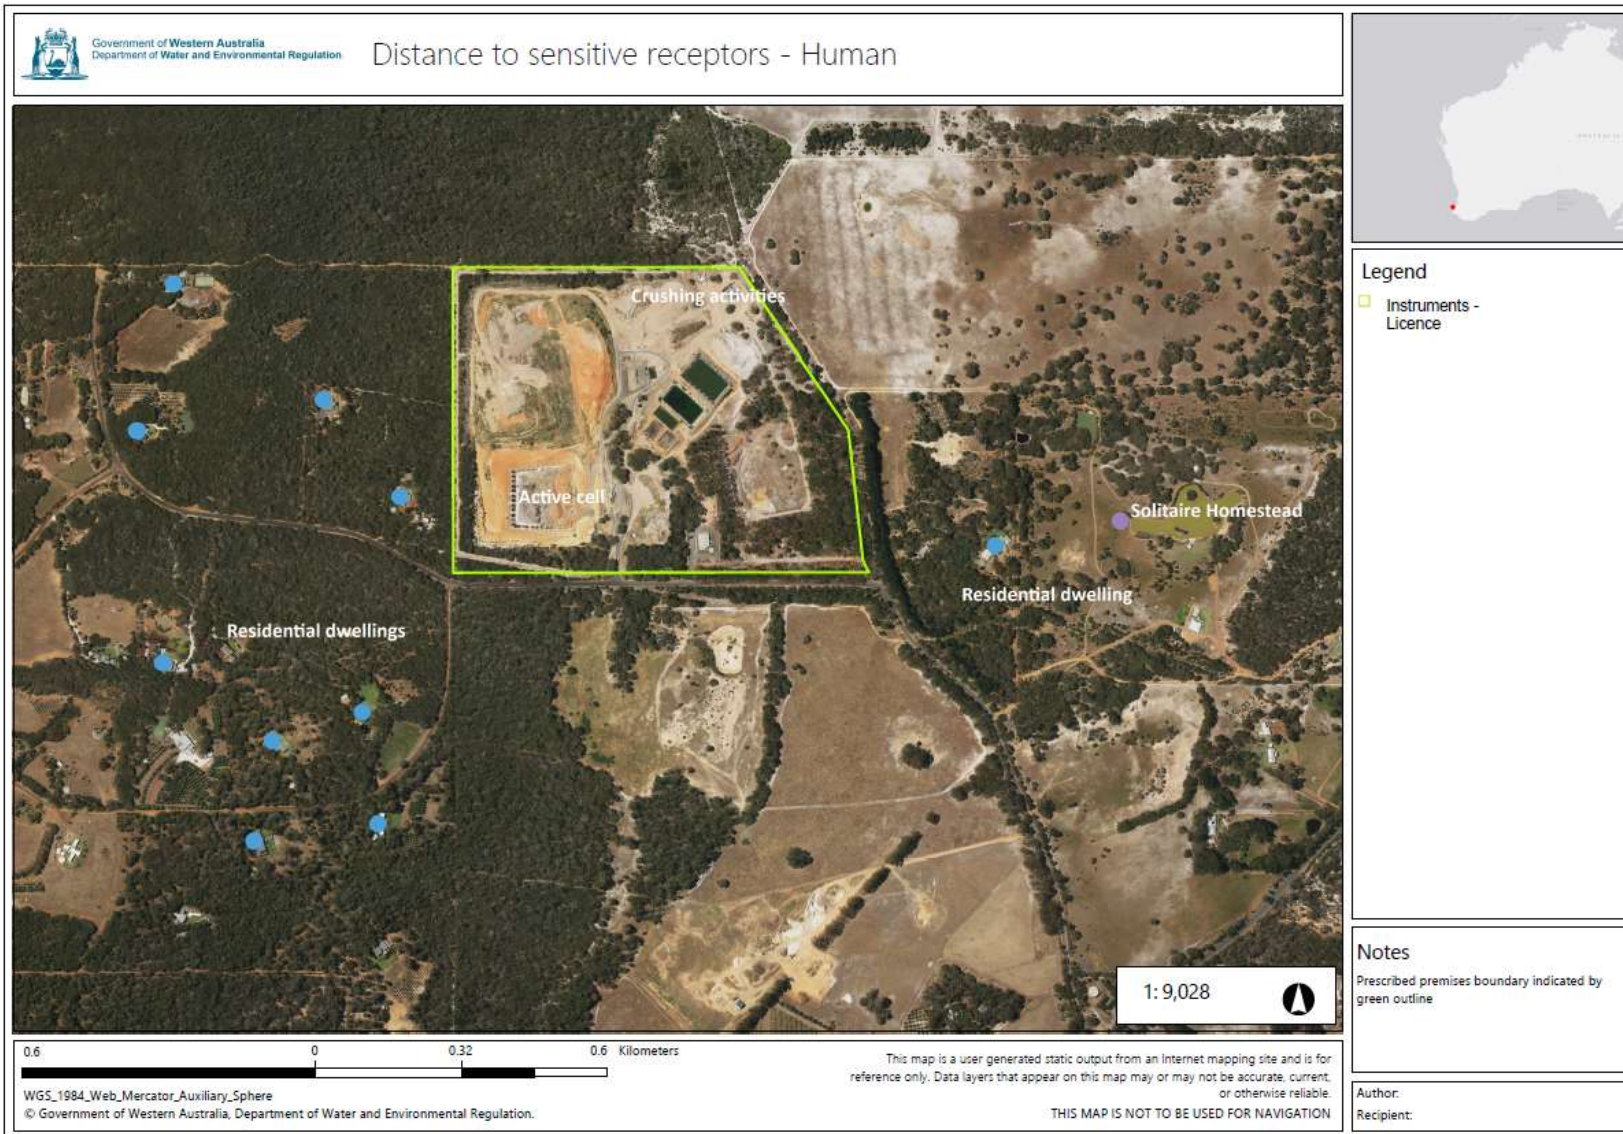 Government of Western Australia
Department of Water and Environmental Regulation
Distance to sensitive receptors - Human
Crushing activities
Active cell
Solitaire Homestead
Residential dwelling
Residential dwellings
1: 9,028
Legend
Instruments -
Licence
Notes
Prescribed premises boundary indicated by
green outline
0.6 0 0.32 0.6 Kilometers
WGS_1984_Web_Mercator_Auxiliary_Sphere
© Government of Western Australia, Department of Water and Environmental Regulation.
This map is a user generated static output from an Internet mapping site and is for
reference only. Data layers that appear on this map may or may not be accurate, current,
or otherwise reliable.
THIS MAP IS NOT TO BE USED FOR NAVIGATION
Author:
Recipient: